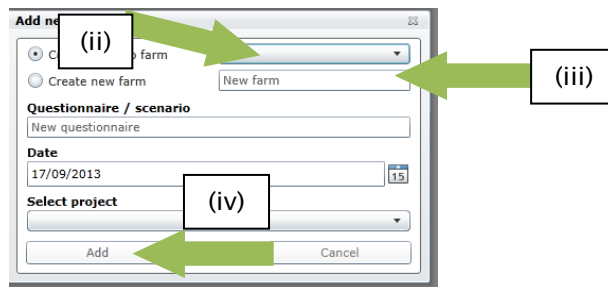 Add ne
(ii)
farm
(iii)
Create new farm
New farm
Questionnaire / scenario
New questionnaire
Date
17/09/2013
15
Select project
(iv)
Add
Cancel